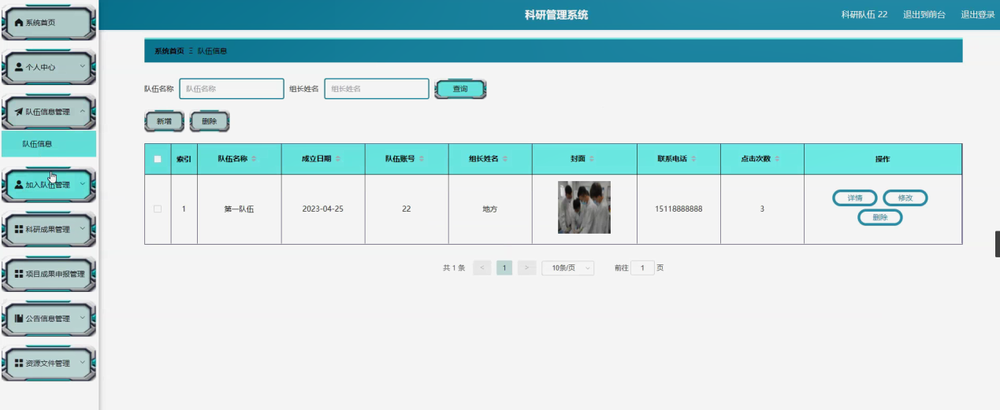 科研管理系统
科研队伍 22 退出到前台 退出登录
系统首页
个人中心
队伍信息管理
队伍信息
加入队伍管理
科研成果管理
项目成果申报管理
公告信息管理
资源文件管理
系统首页 Ξ 队伍信息
队伍名称 队伍名称 组长姓名 组长姓名 查询
新增 删除
索引 队伍名称 成立日期 队伍账号 组长姓名 封面 联系电话 点击次数 操作
1 第一队伍 2023-04-25 22 地方 15118888888 3 详情 修改
删除
共 1 条 < 1 > 10条/页 前往 1 页